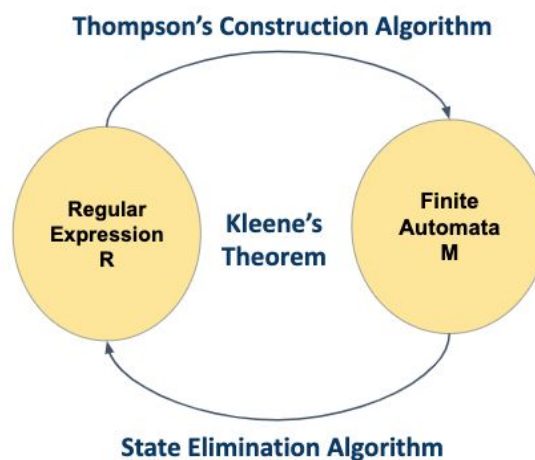 Thompson's Construction Algorithm
Regular
Expression
R
Kleene's
Theorem
Finite
Automata
M
State Elimination Algorithm